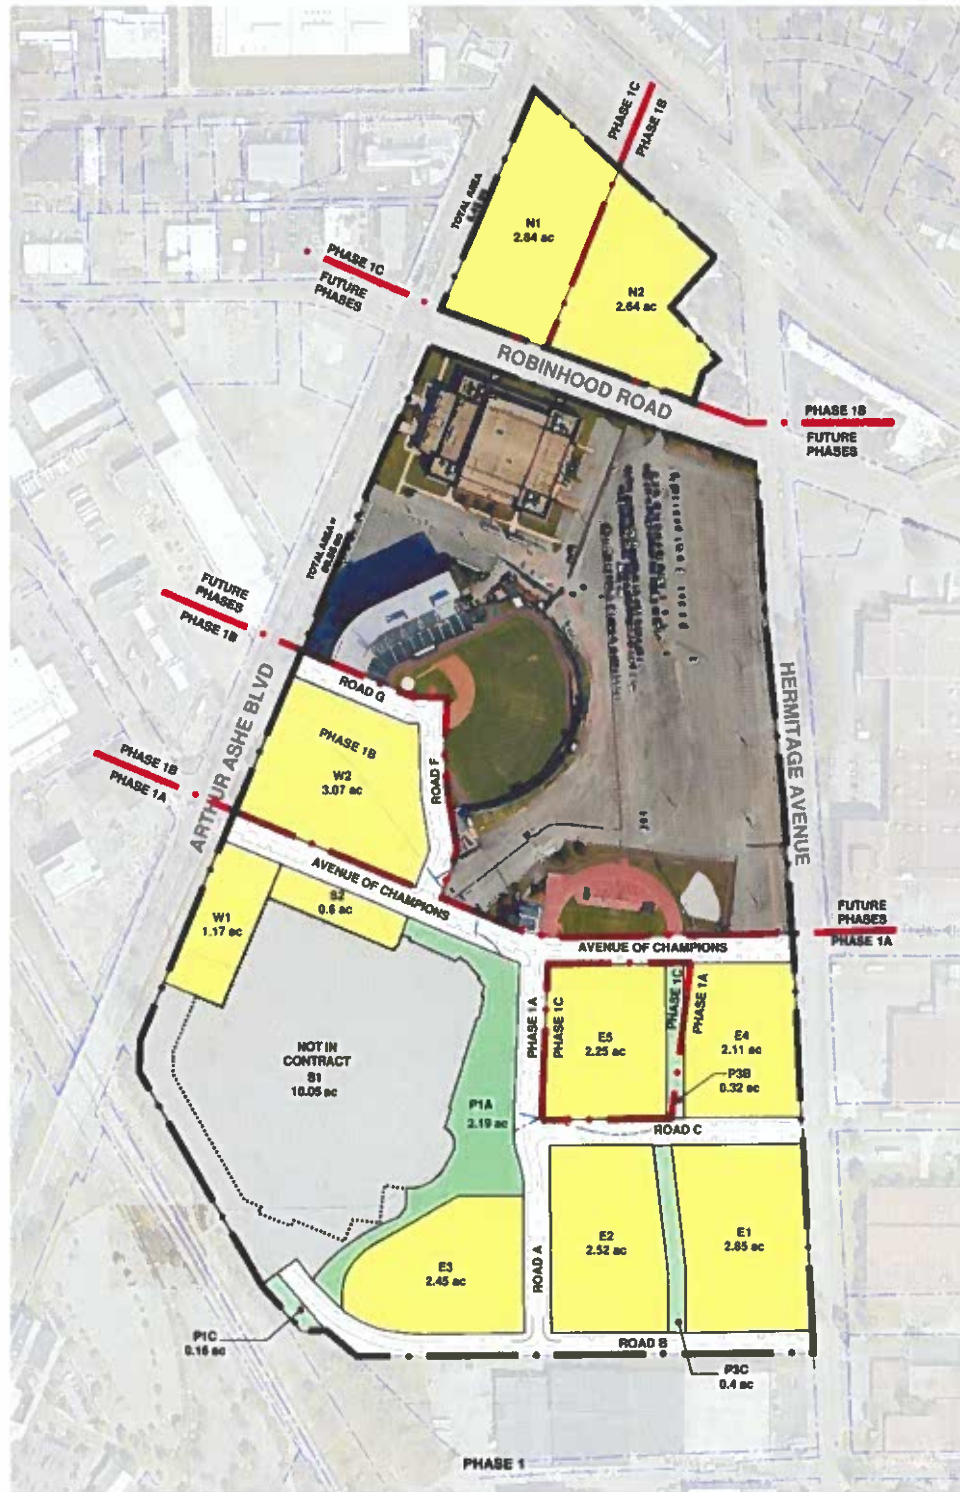 PHASE 1C
PHASE 1B
TOTAL AREA
N1
2.84 ac
PHASE 1C
FUTURE
PHASES
N2
2.64 ac
ROBINHOOD ROAD
PHASE 1B
FUTURE
PHASES
TOTAL AREA =
FUTURE
PHASES
PHASE 1B
ROAD G
ARTHUR ASHE BLVD
HERMITAGE AVENUE
PHASE 1B
W2
3.07 ac
ROAD F
PHASE 1B
PHASE 1A
AVENUE OF CHAMPIONS
S2
0.6 ac
W1
1.17 ac
FUTURE
PHASES
PHASE 1A
AVENUE OF CHAMPIONS
PHASE 1A
PHASE 1C
PHASE 1C
PHASE 1A
E5
2.25 ac
E4
2.11 ac
P3B
0.32 ac
NOT IN
CONTRACT
S1
10.05 ac
P1A
2.19 ac
ROAD C
E2
2.52 ac
E1
2.85 ac
E3
2.45 ac
ROAD A
P1C
0.16 ac
ROAD B
P3C
0.4 ac
PHASE 1